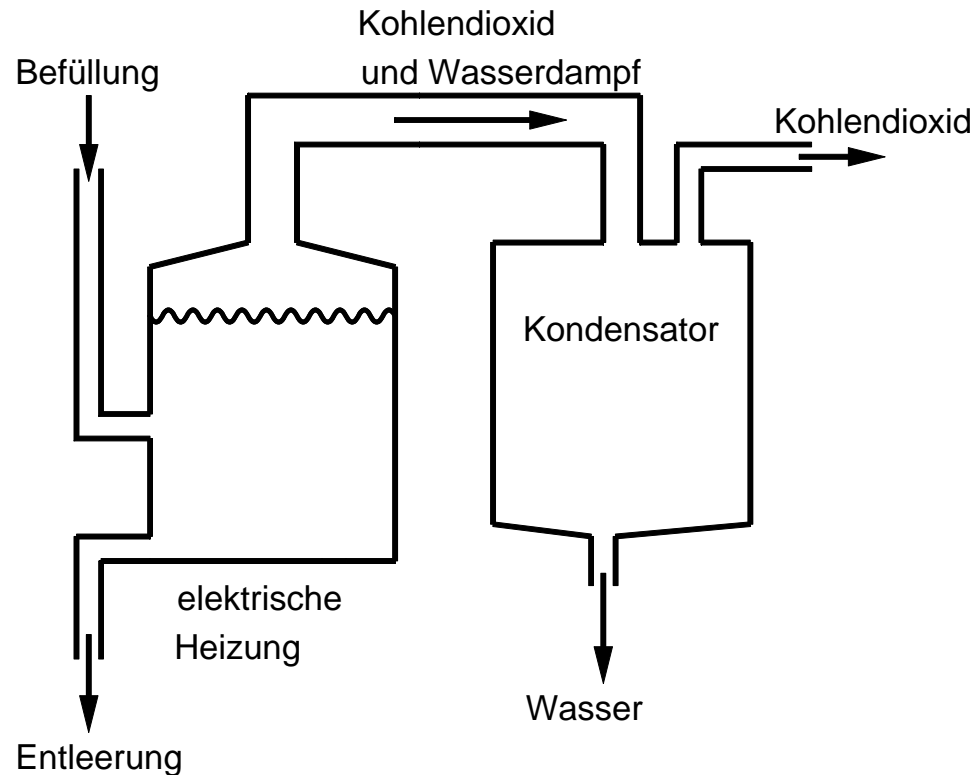 Kohlendioxid
und Wasserdampf
Befüllung
Kohlendioxid
Kondensator
elektrische
Heizung
Wasser
Entleerung